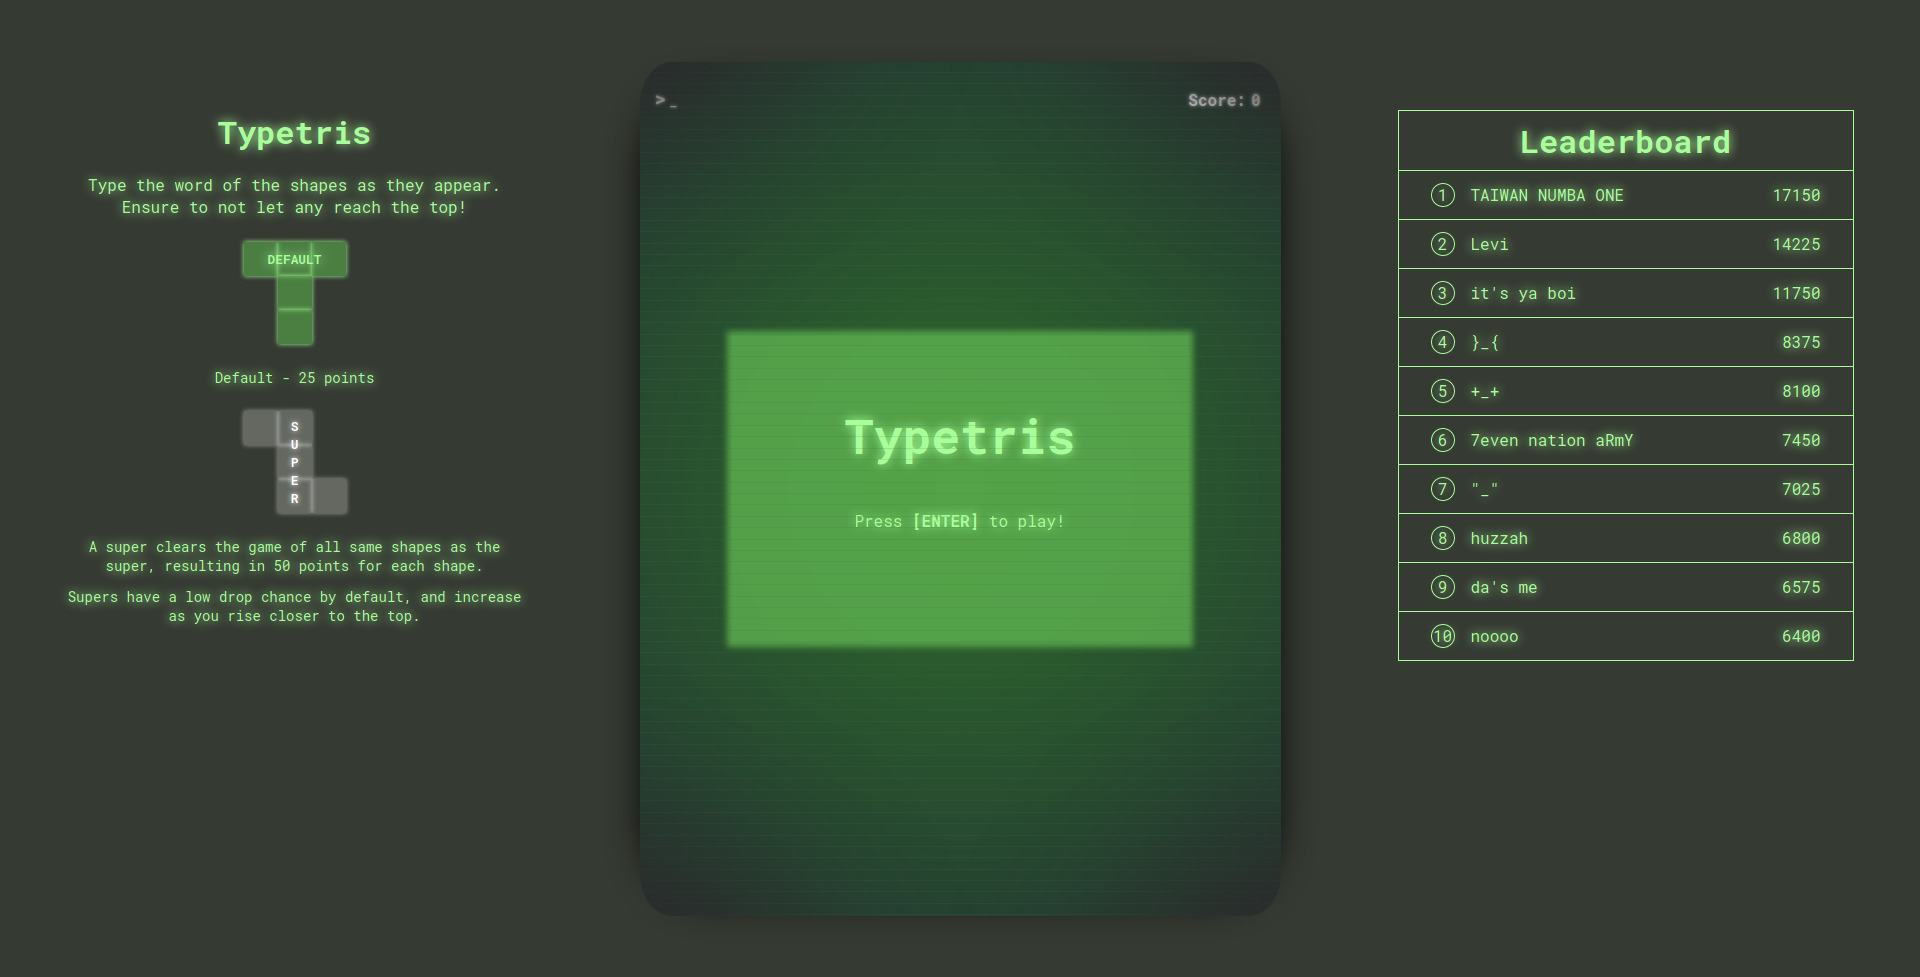 Typetris
Type the word of the shapes as they appear.
Ensure to not let any reach the top!
DEFAULT
Default - 25 points
S
U
P
E
R
A super clears the game of all same shapes as the
super, resulting in 50 points for each shape.
Supers have a low drop chance by default, and increase
as you rise closer to the top.
>_
Score: 0
Typetris
Press [ENTER] to play!
Leaderboard
1 TAIWAN NUMBA ONE 17150
2 Levi 14225
3 it's ya boi 11750
4 }_{ 8375
5 +_+ 8100
6 7even nation aRmY 7450
7 "_" 7025
8 huzzah 6800
9 da's me 6575
10 noooo 6400